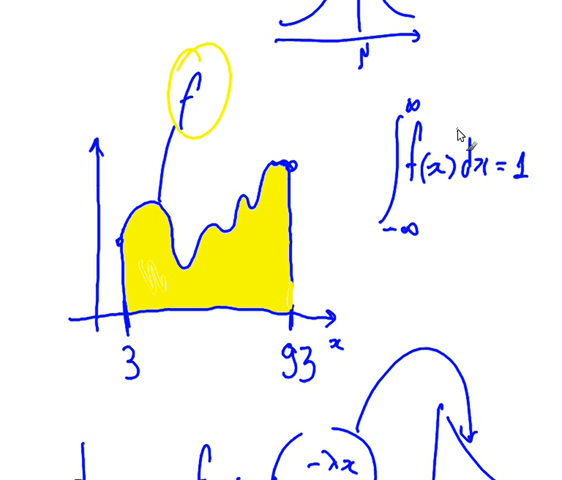 μ
f
∫_{-∞}^{∞} f(x) dx = 1
3
93
x
-λx